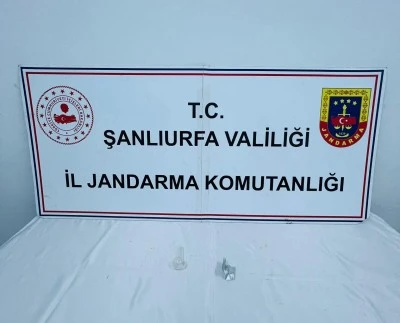 T.C.
ŞANLIURFA VALİLİĞİ
İL JANDARMA KOMUTANLIĞI
JANDARMA